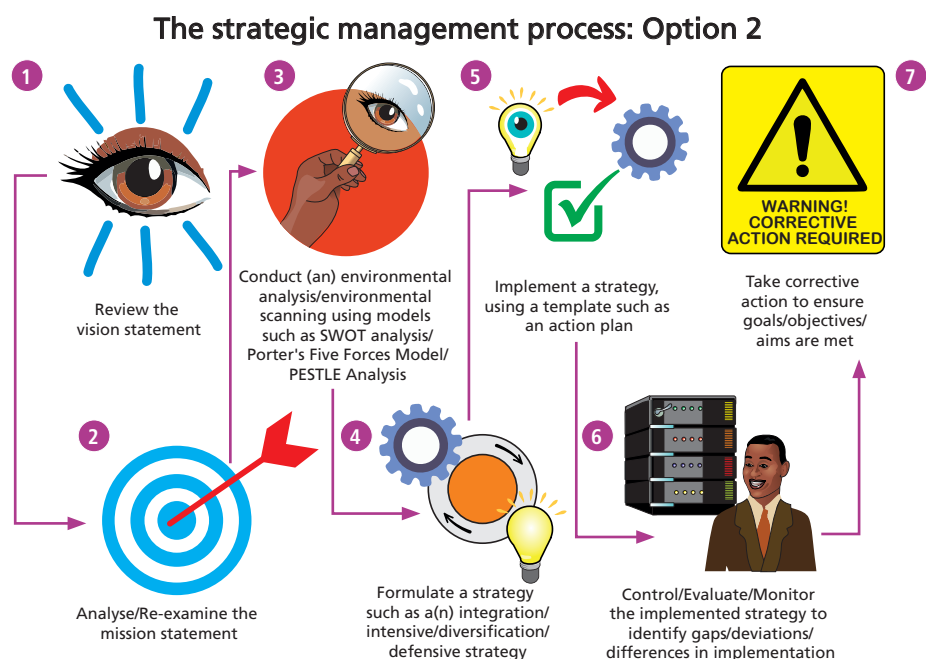 The strategic management process: Option 2
1
Review the
vision statement
2
Analyse/Re-examine the
mission statement
3
Conduct (an) environmental
analysis/environmental
scanning using models
such as SWOT analysis/
Porter's Five Forces Model/
PESTLE Analysis
4
Formulate a strategy
such as a(n) integration/
intensive/diversification/
defensive strategy
5
Implement a strategy,
using a template such as
an action plan
6
Control/Evaluate/Monitor
the implemented strategy to
identify gaps/deviations/
differences in implementation
7
WARNING!
CORRECTIVE
ACTION REQUIRED
Take corrective
action to ensure
goals/objectives/
aims are met